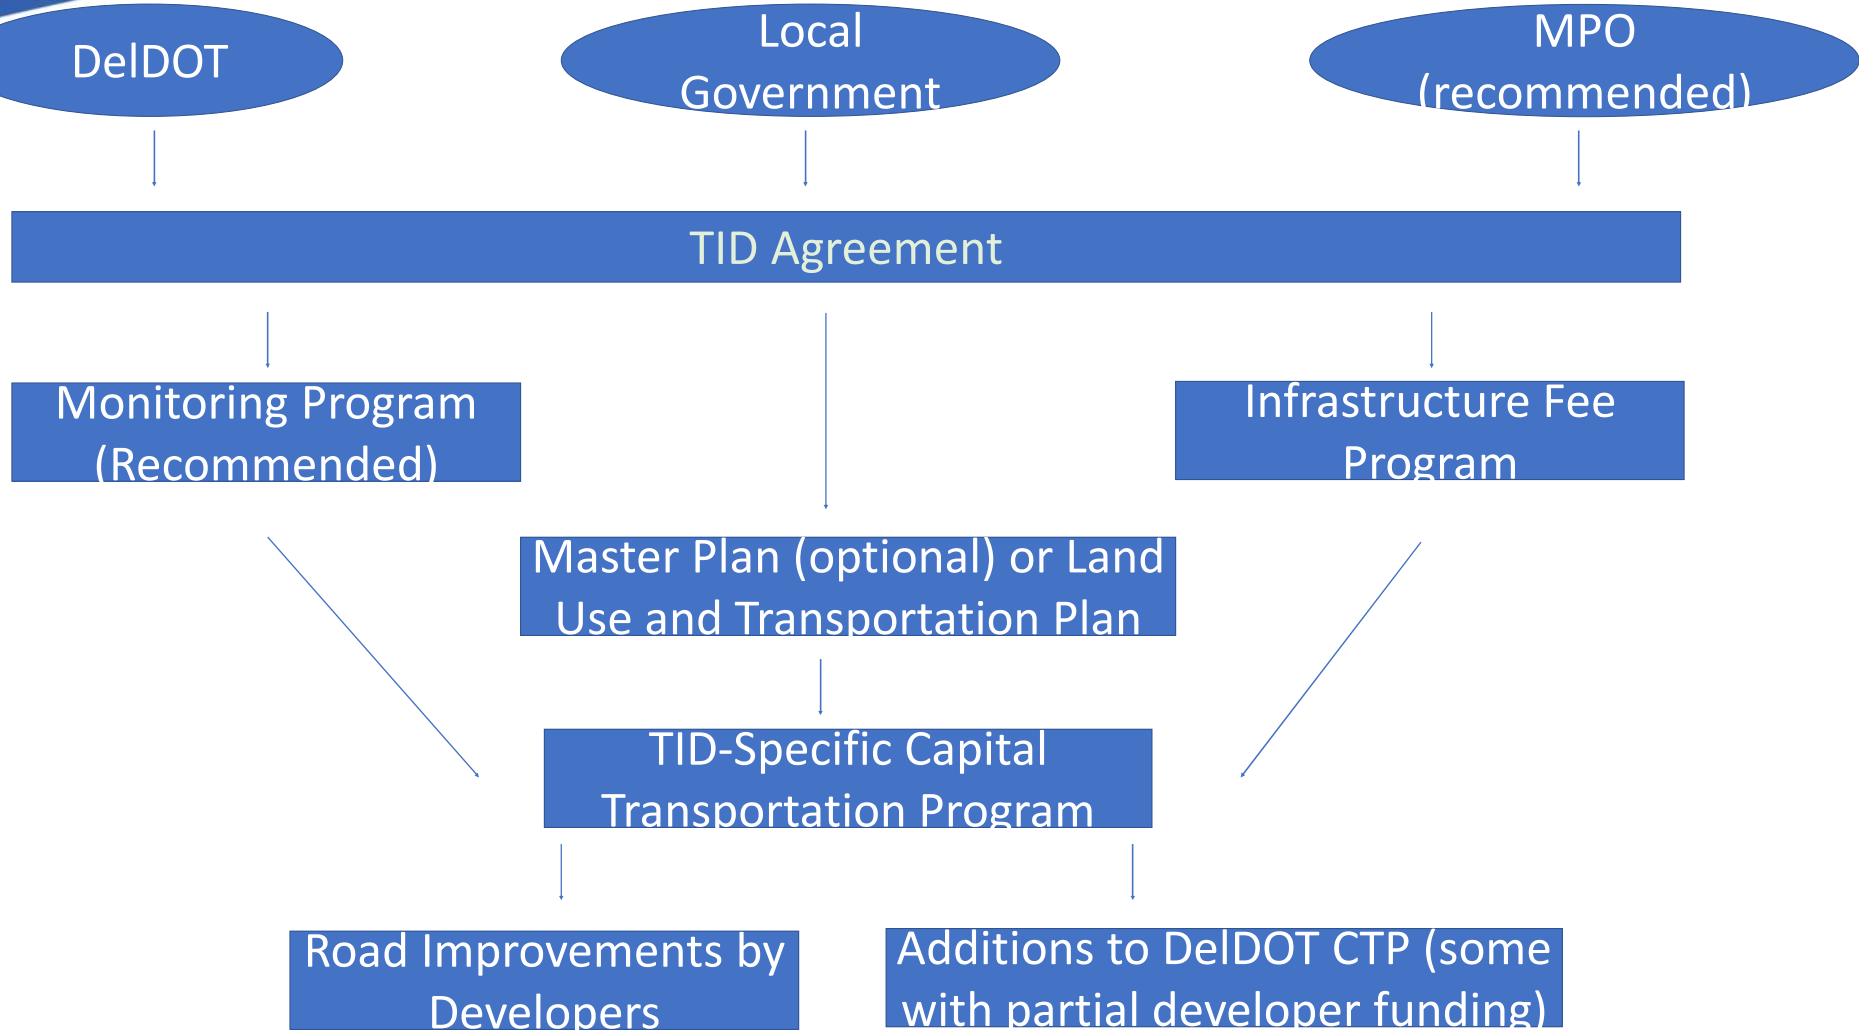 DelDOT
Local
Government
MPO
(recommended)
TID Agreement
Monitoring Program
(Recommended)
Infrastructure Fee
Program
Master Plan (optional) or Land
Use and Transportation Plan
TID-Specific Capital
Transportation Program
Road Improvements by
Developers
Additions to DelDOT CTP (some
with partial developer funding)